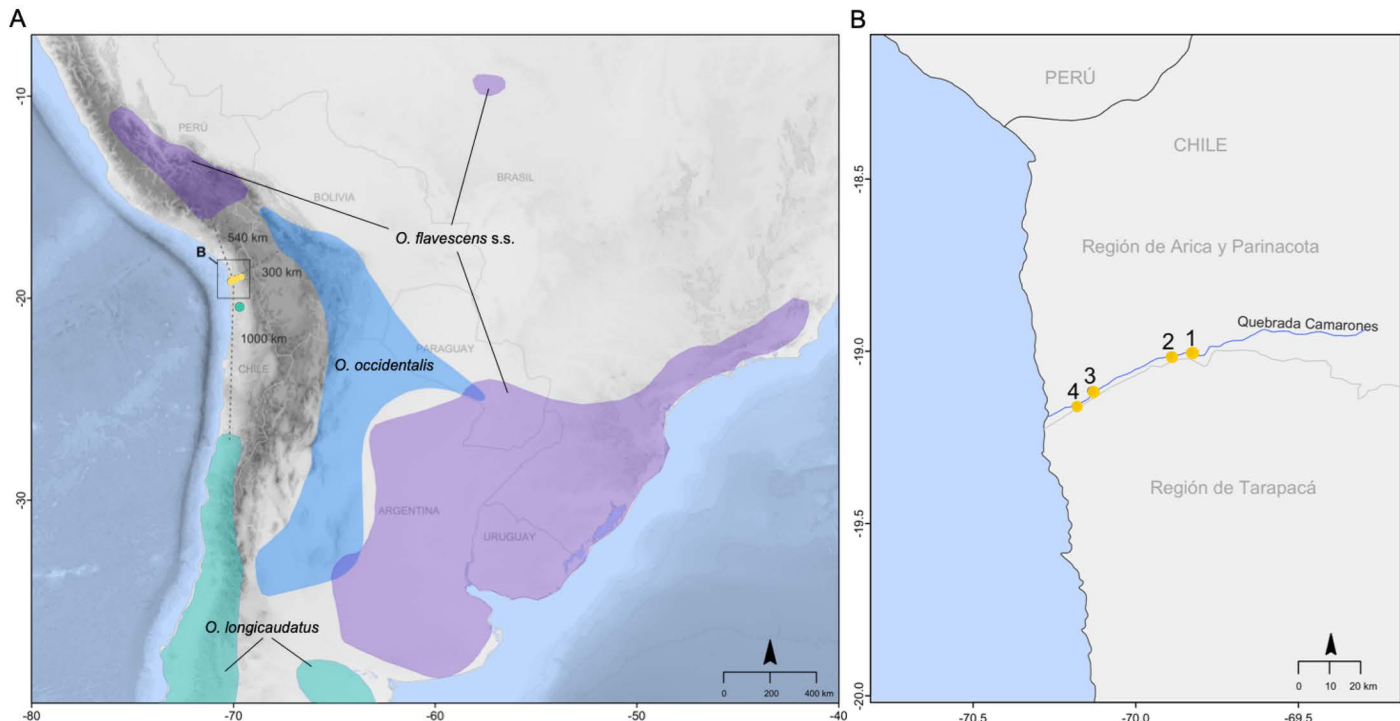 A
B
-10
-20
-30
-80
-70
-60
-50
-40
PERÚ
BOLIVIA
BRASIL
PARAGUAY
CHILE
ARGENTINA
URUGUAY
O. flavescens s.s.
O. occidentalis
O. longicaudatus
B
540 km
300 km
1000 km
0 200 400 km
PERÚ
CHILE
Región de Arica y Parinacota
Quebrada Camarones
2 1
3
4
Región de Tarapacá
-18.5
-19.0
-19.5
-20.0
-70.5
-70.0
-69.5
0 10 20 km